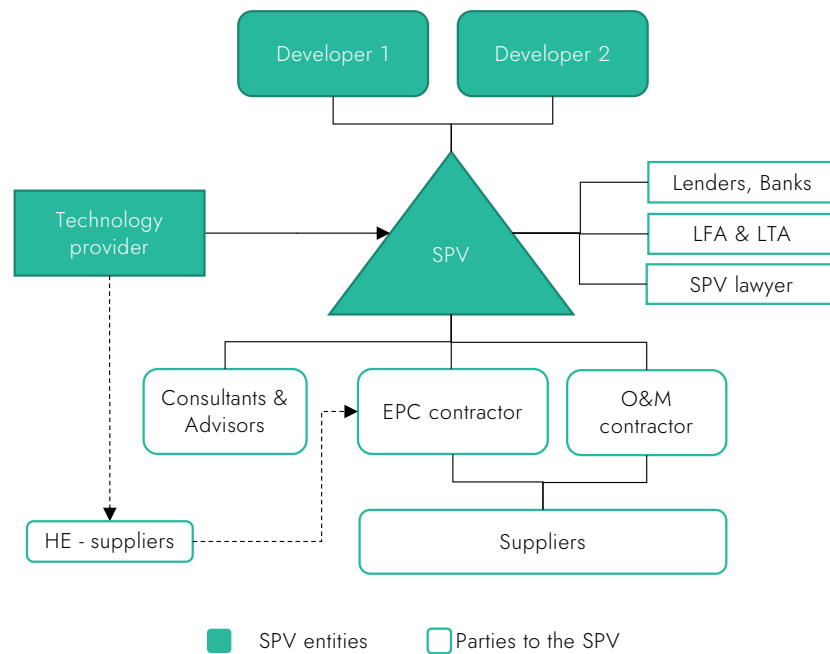 Developer 1
Developer 2
Lenders, Banks
Technology
provider
LFA & LTA
SPV
SPV lawyer
Consultants &
Advisors
EPC contractor
O&M
contractor
HE - suppliers
Suppliers
SPV entities
Parties to the SPV